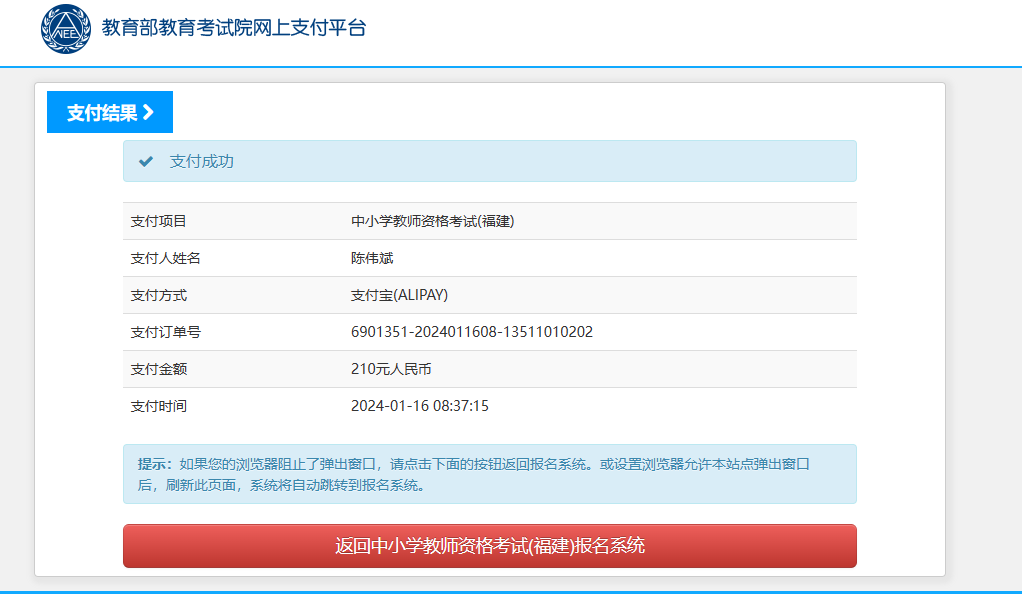 NEE
教育部教育考试院网上支付平台
支付结果
支付成功
支付项目 中小学教师资格考试(福建)
支付人姓名 陈伟斌
支付方式 支付宝(ALIPAY)
支付订单号 6901351-2024011608-13511010202
支付金额 210元人民币
支付时间 2024-01-16 08:37:15
提示：如果您的浏览器阻止了弹出窗口，请点击下面的按钮返回报名系统。或设置浏览器允许本站点弹出窗口
后，刷新此页面，系统将自动跳转到报名系统。
返回中小学教师资格考试(福建)报名系统